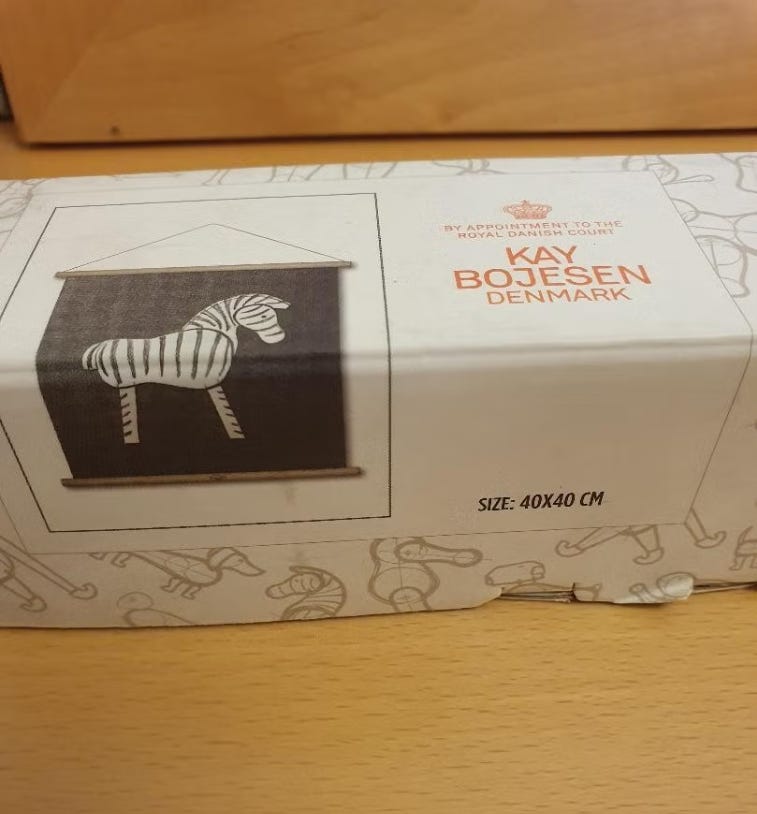 BY APPOINTMENT TO THE
ROYAL DANISH COURT
KAY
BOJESEN
DENMARK
SIZE: 40X40 CM